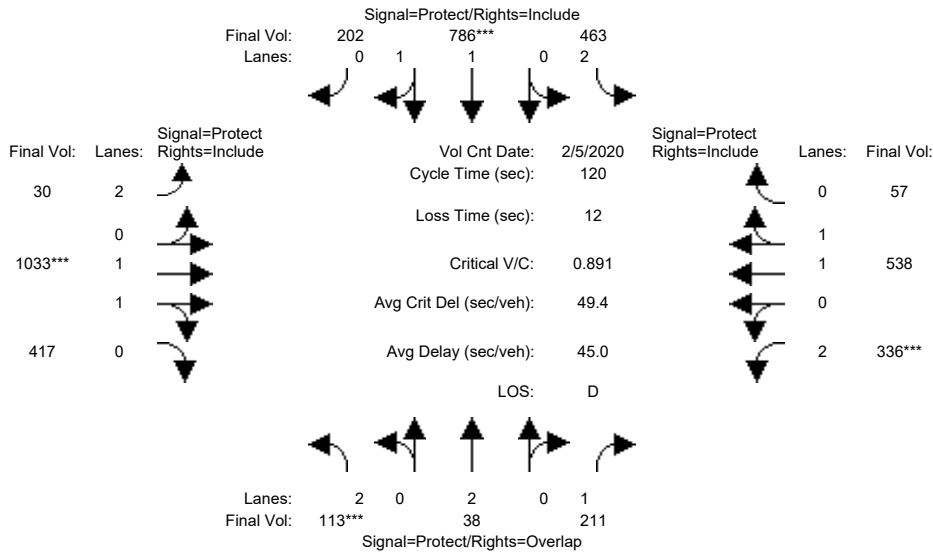 Signal=Protect/Rights=Include
Final Vol: 202 786*** 463
Lanes: 0 1 1 0 2
Signal=Protect Signal=Protect
Final Vol: Lanes: Rights=Include Vol Cnt Date: 2/5/2020 Rights=Include Lanes: Final Vol:
Cycle Time (sec): 120
30 2 0 57
Loss Time (sec): 12
0 1
1033*** 1 Critical V/C: 0.891 1 538
1 Avg Crit Del (sec/veh): 49.4 0
417 0 Avg Delay (sec/veh): 45.0 2 336***
LOS: D
Lanes: 2 0 2 0 1
Final Vol: 113*** 38 211
Signal=Protect/Rights=Overlap